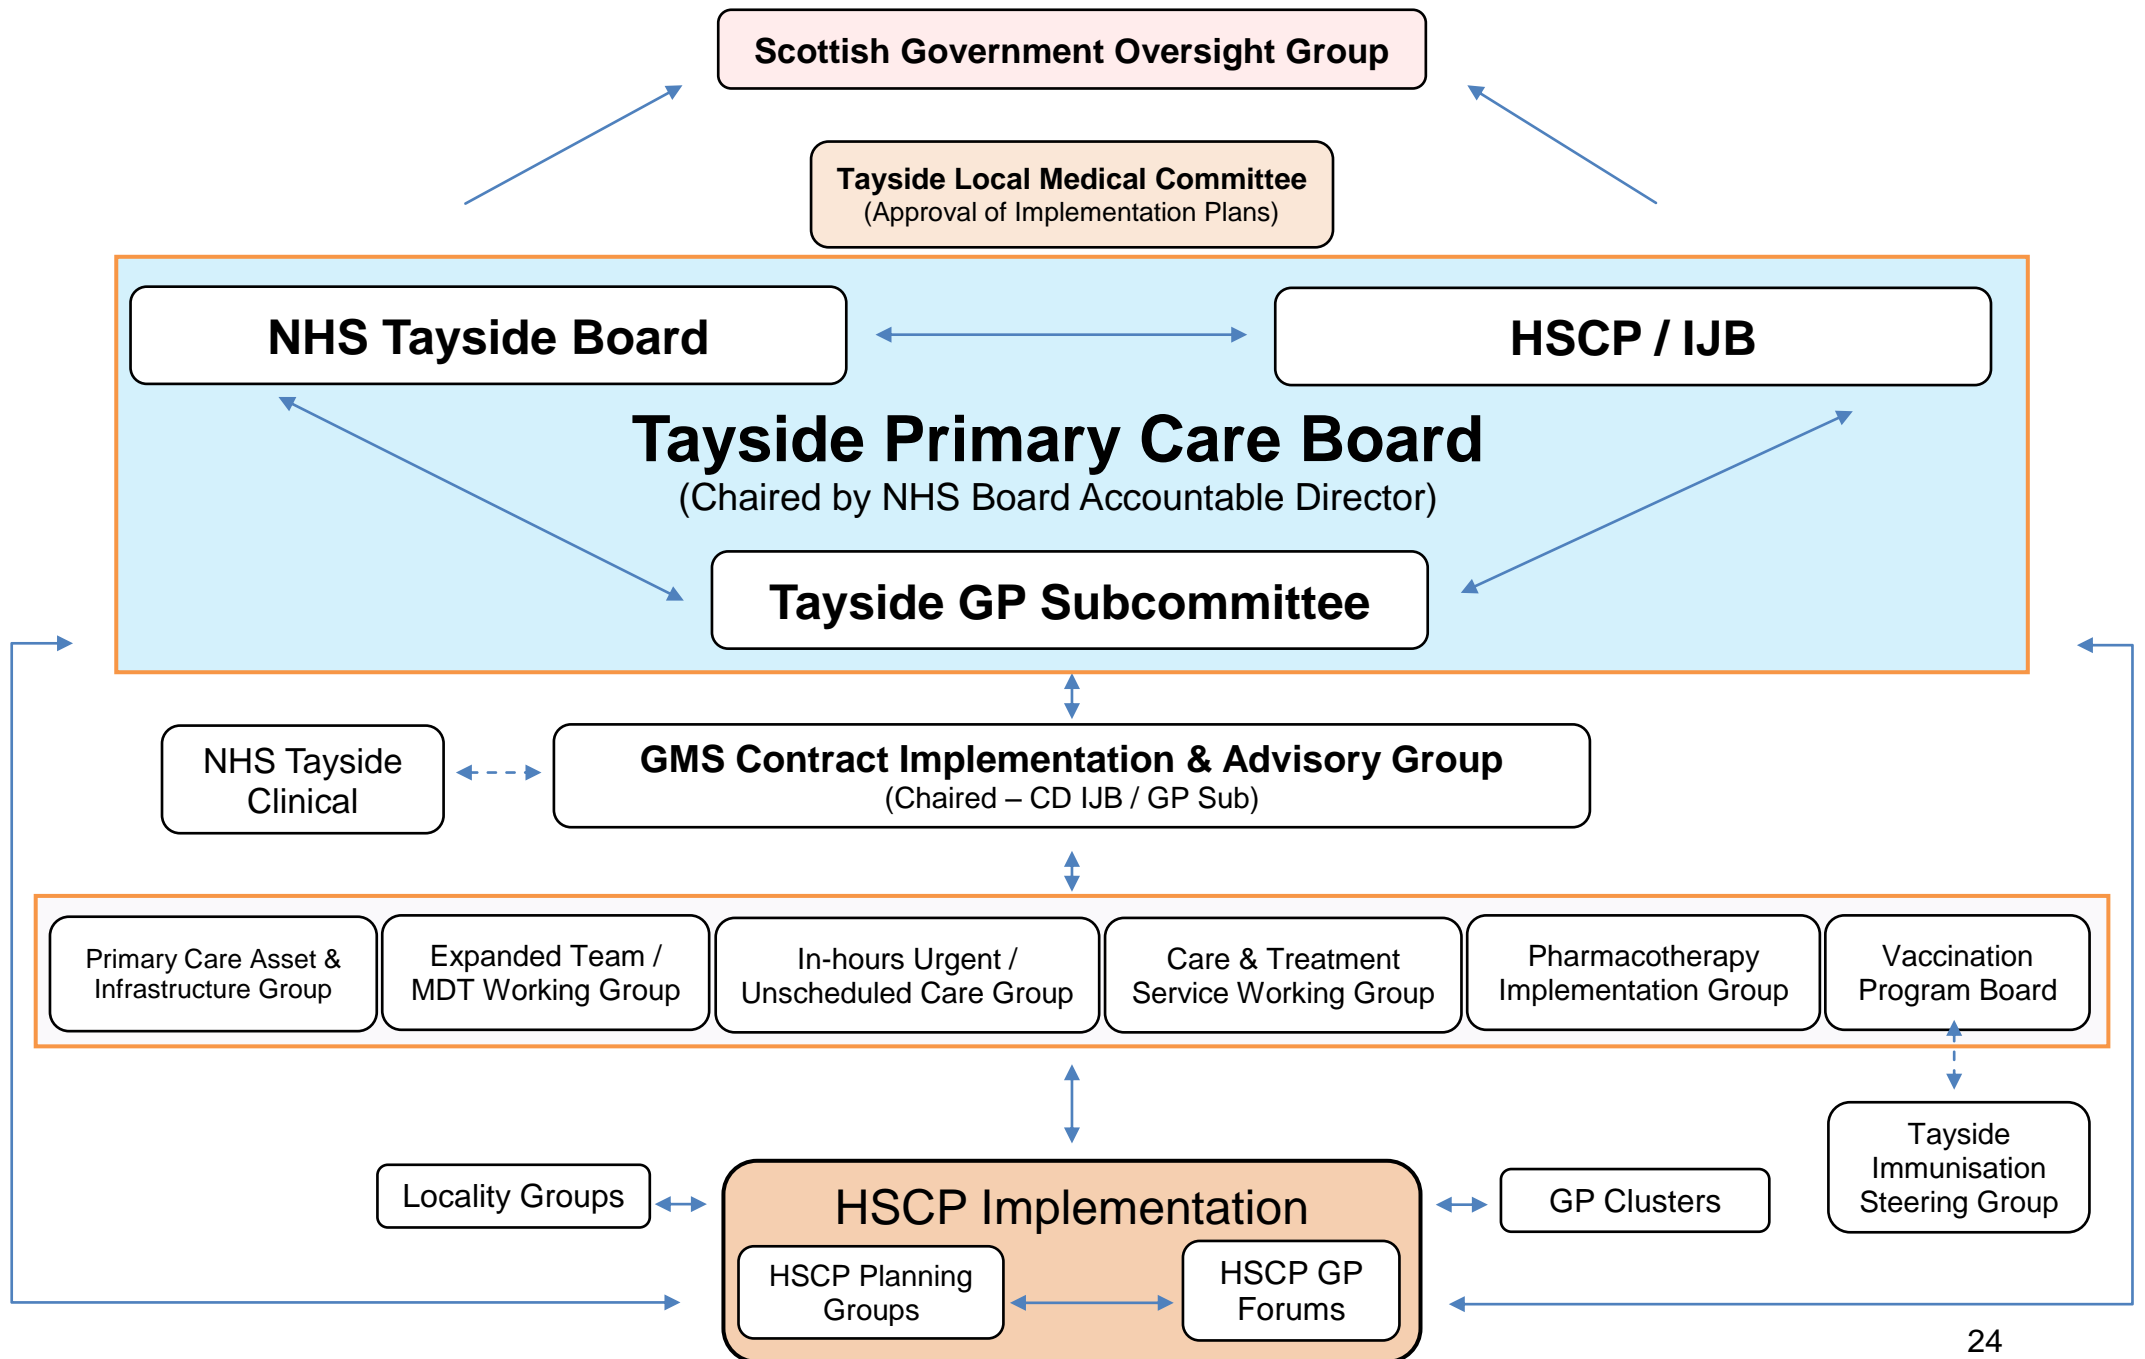 Scottish Government Oversight Group
Tayside Local Medical Committee
(Approval of Implementation Plans)
NHS Tayside Board
HSCP / IJB
Tayside Primary Care Board
(Chaired by NHS Board Accountable Director)
Tayside GP Subcommittee
NHS Tayside
Clinical
GMS Contract Implementation & Advisory Group
(Chaired – CD IJB / GP Sub)
Primary Care Asset &
Infrastructure Group
Expanded Team /
MDT Working Group
In-hours Urgent /
Unscheduled Care Group
Care & Treatment
Service Working Group
Pharmacotherapy
Implementation Group
Vaccination
Program Board
Tayside
Immunisation
Steering Group
Locality Groups
HSCP Implementation
GP Clusters
HSCP Planning
Groups
HSCP GP
Forums
24